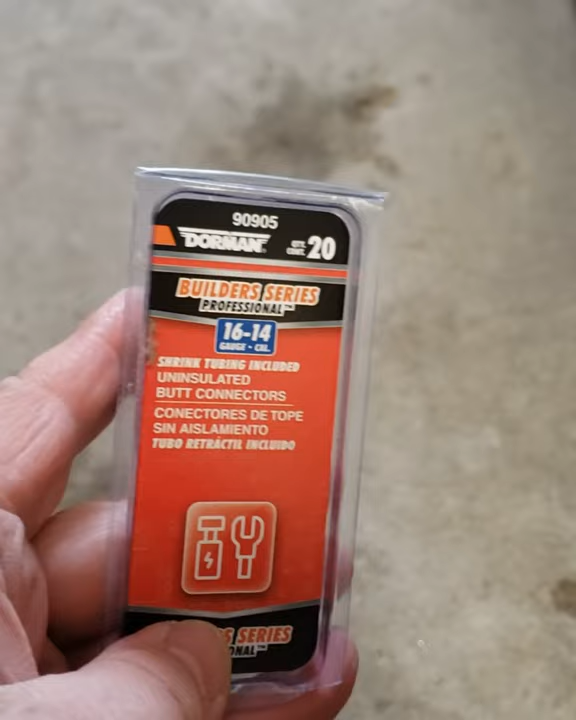 90905
DORMAN
QTY. CONT. 20
BUILDERS SERIES
PROFESSIONAL™
16-14
GAUGE • CAL.
SHRINK TUBING INCLUDED
UNINSULATED
BUTT CONNECTORS
CONECTORES DE TOPE
SIN AISLAMIENTO
TUBO RETRÁCTIL INCLUIDO
SERIES